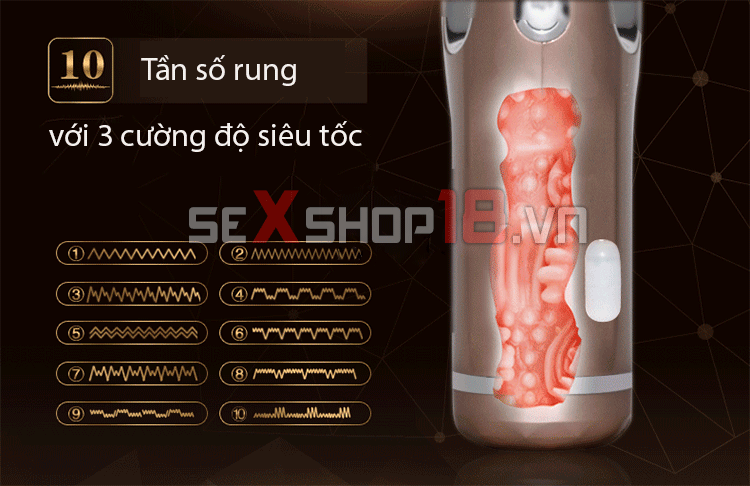 10
Tần số rung
với 3 cường độ siêu tốc
seXshop18.vn
① ②
③ ④
⑤ ⑥
⑦ ⑧
⑨ ⑩